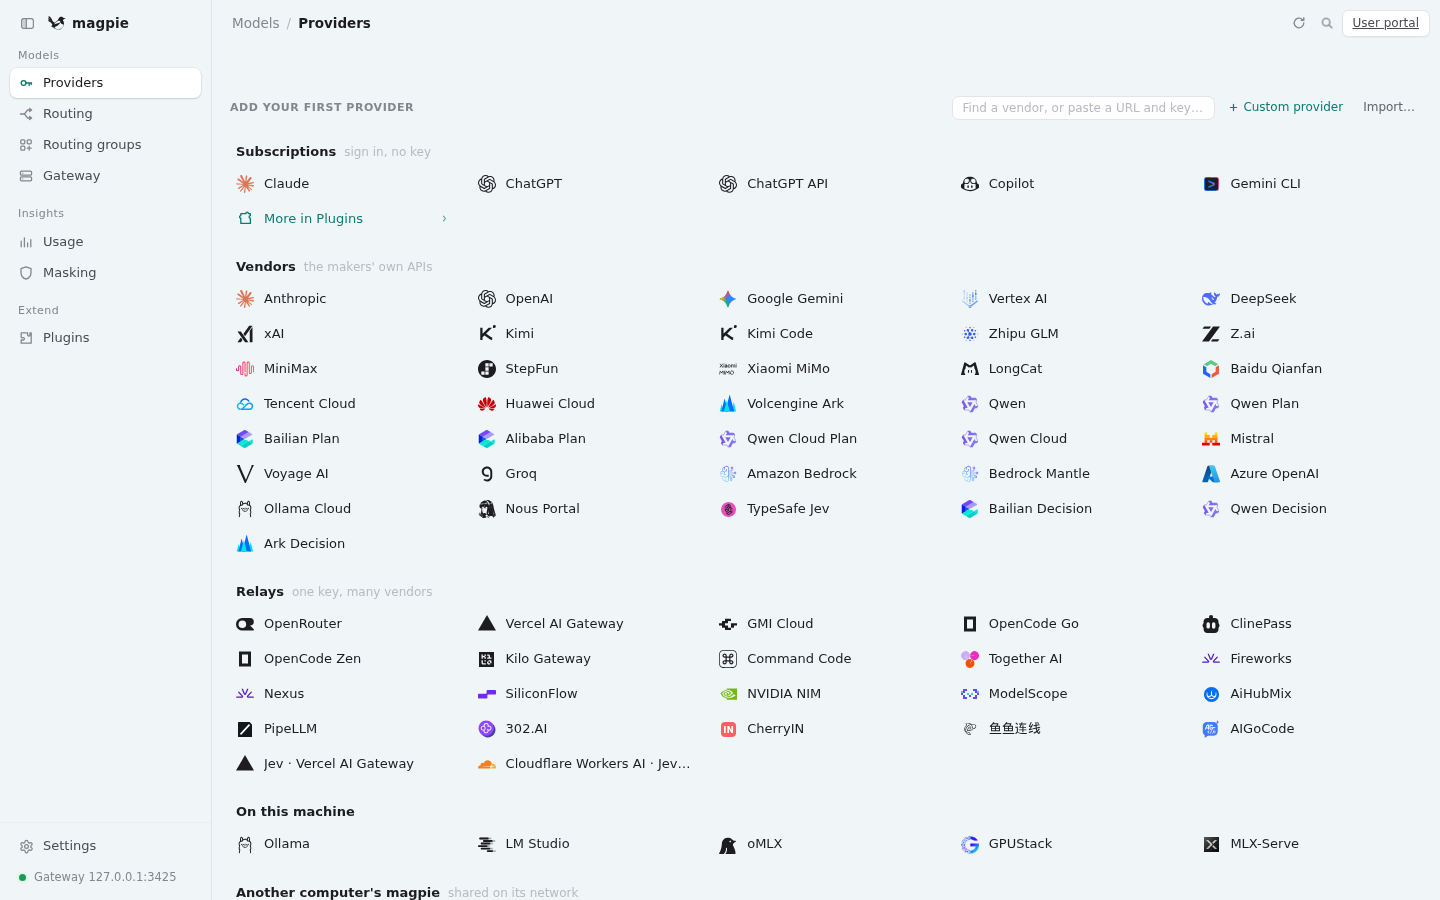 magpie
Models / Providers
User portal
Models
Providers
Routing
Routing groups
Gateway
Insights
Usage
Masking
Extend
Plugins
Settings
Gateway 127.0.0.1:3425
ADD YOUR FIRST PROVIDER
Find a vendor, or paste a URL and key…
+ Custom provider
Import…
Subscriptions sign in, no key
Claude ChatGPT ChatGPT API Copilot Gemini CLI
More in Plugins ›
Vendors the makers' own APIs
Anthropic OpenAI Google Gemini Vertex AI DeepSeek
xAI Kimi Kimi Code Zhipu GLM Z.ai
MiniMax StepFun Xiaomi MiMo LongCat Baidu Qianfan
Tencent Cloud Huawei Cloud Volcengine Ark Qwen Qwen Plan
Bailian Plan Alibaba Plan Qwen Cloud Plan Qwen Cloud Mistral
Voyage AI Groq Amazon Bedrock Bedrock Mantle Azure OpenAI
Ollama Cloud Nous Portal TypeSafe Jev Bailian Decision Qwen Decision
Ark Decision
Relays one key, many vendors
OpenRouter Vercel AI Gateway GMI Cloud OpenCode Go ClinePass
OpenCode Zen Kilo Gateway Command Code Together AI Fireworks
Nexus SiliconFlow NVIDIA NIM ModelScope AiHubMix
PipeLLM 302.AI CherryIN 鱼鱼连线 AIGoCode
Jev · Vercel AI Gateway Cloudflare Workers AI · Jev…
On this machine
Ollama LM Studio oMLX GPUStack MLX-Serve
Another computer's magpie shared on its network